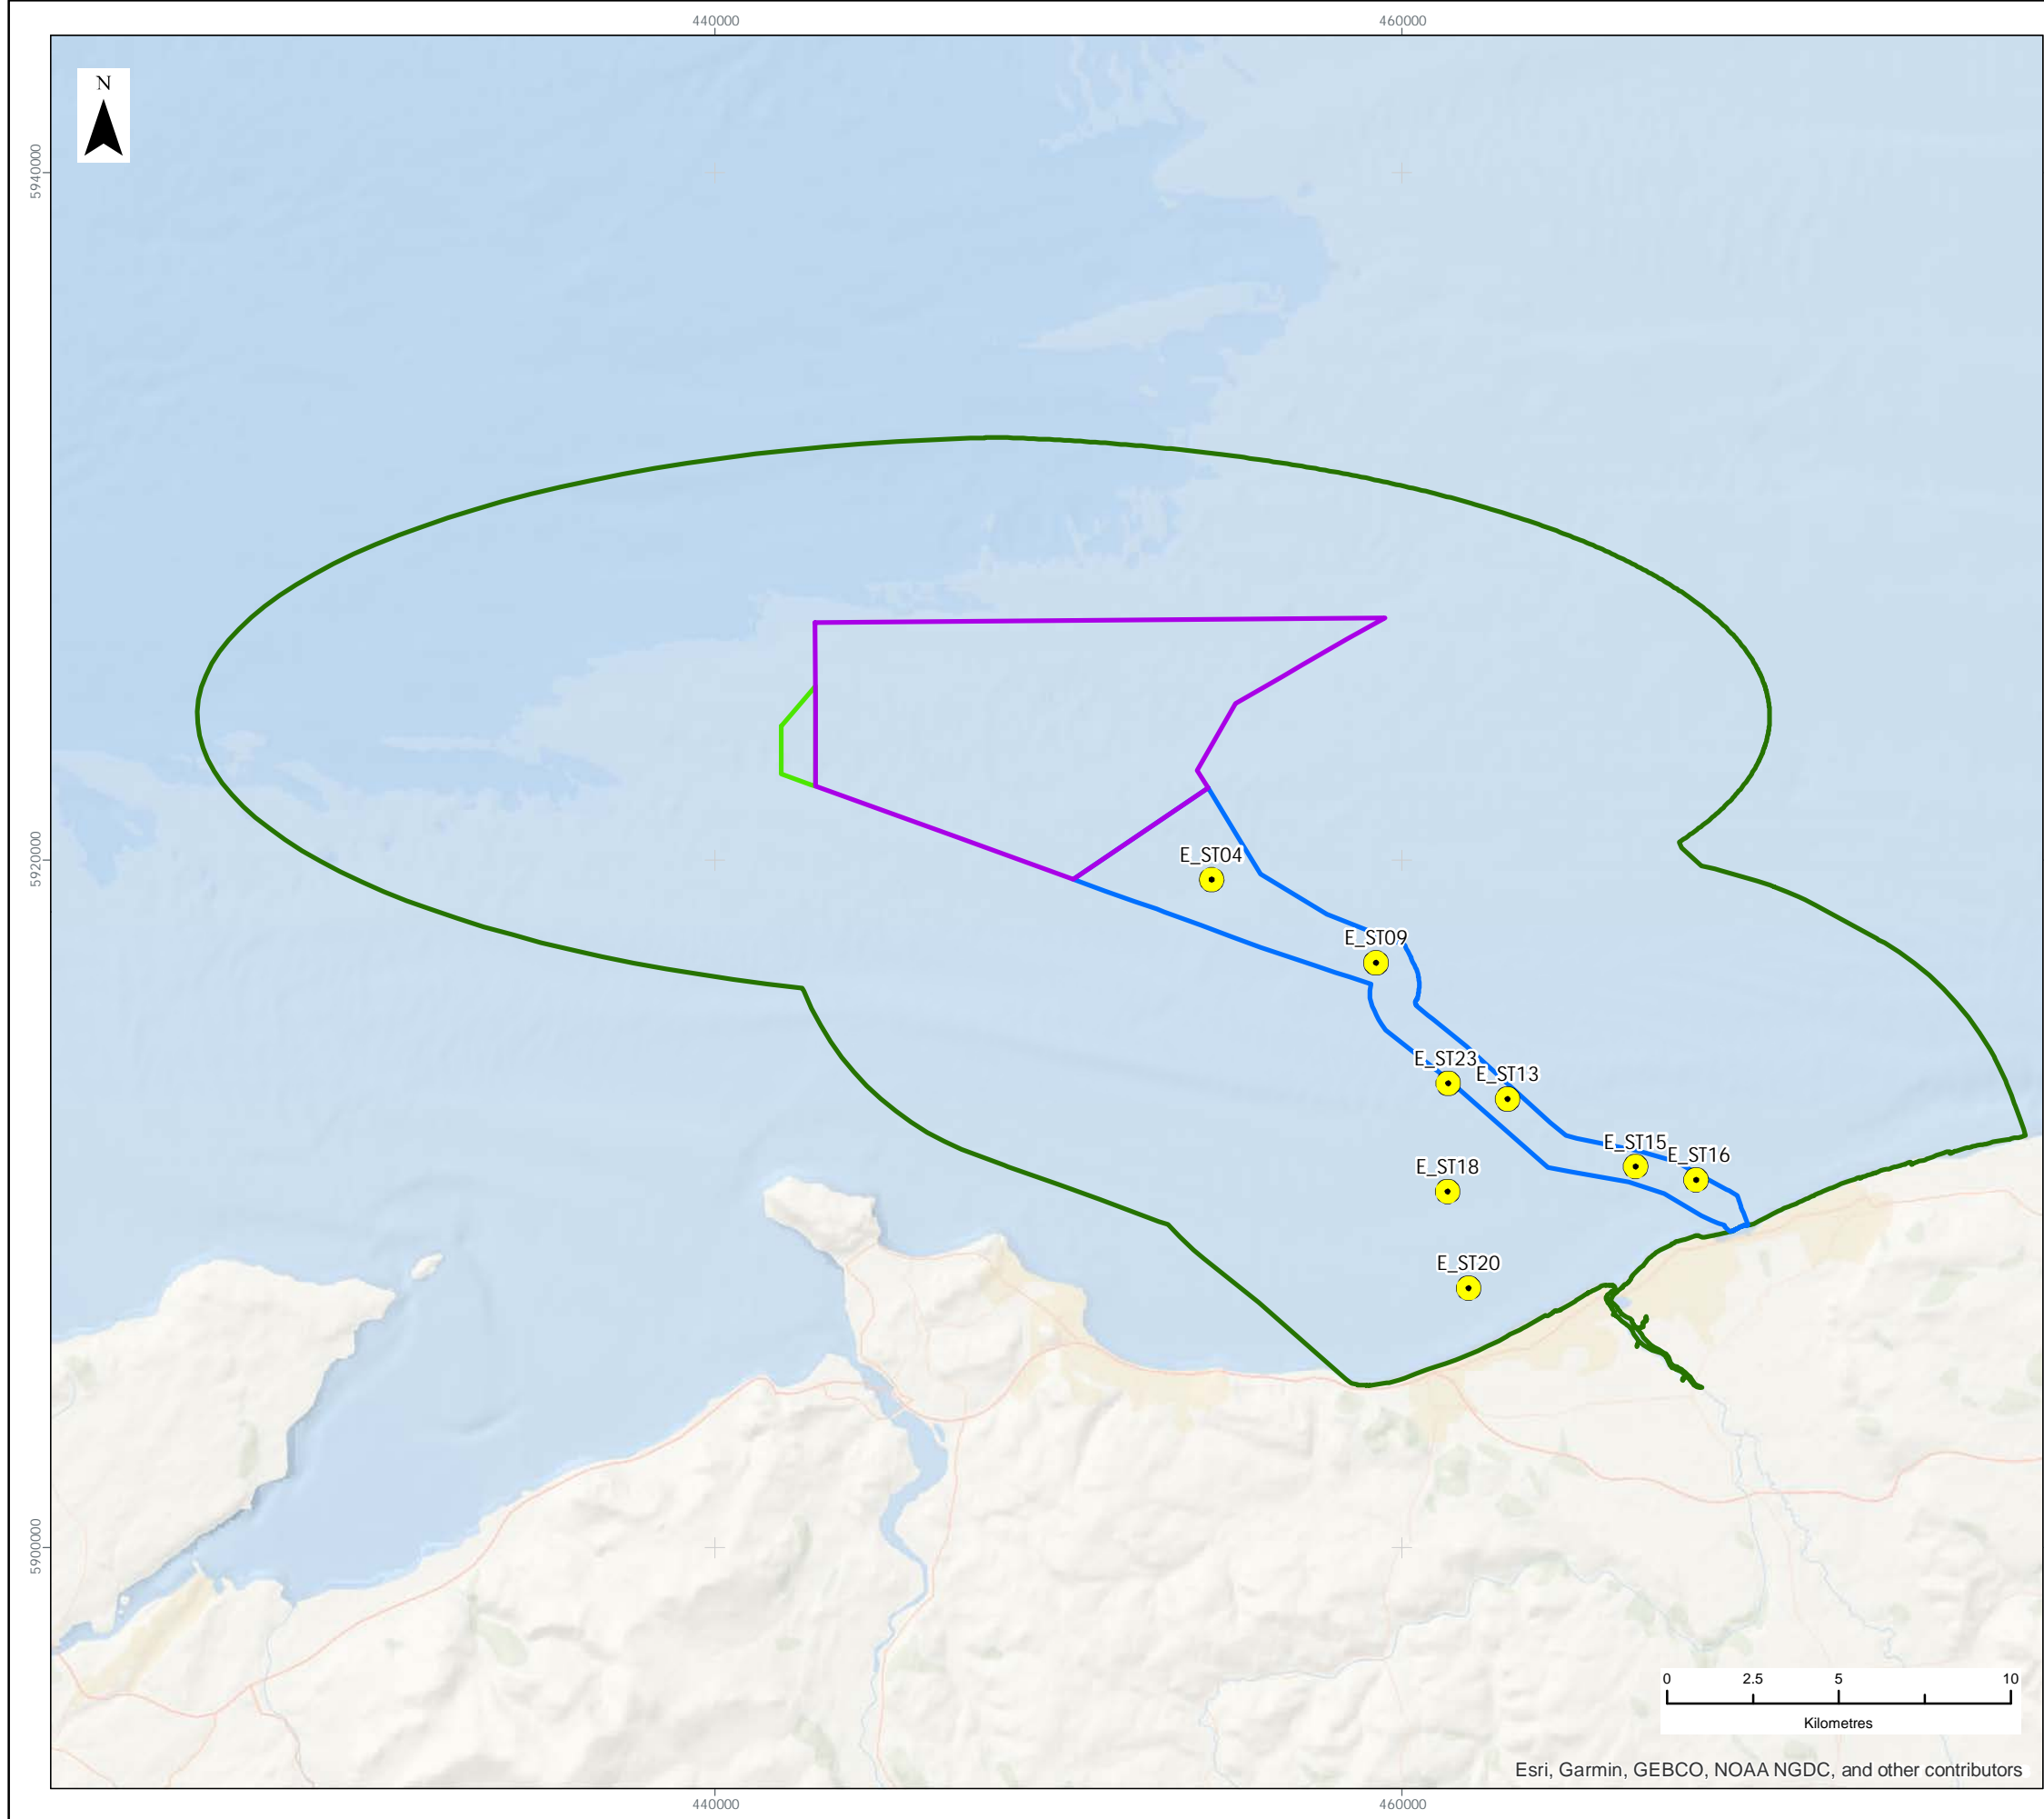 440000 460000
N
5940000
5920000
E_ST04
E_ST09
E_ST23
E_ST13
E_ST15
E_ST16
E_ST18
E_ST20
5900000
0 2.5 5 10
Kilometres
Esri, Garmin, GEBCO, NOAA NGDC, and other contributors
440000 460000